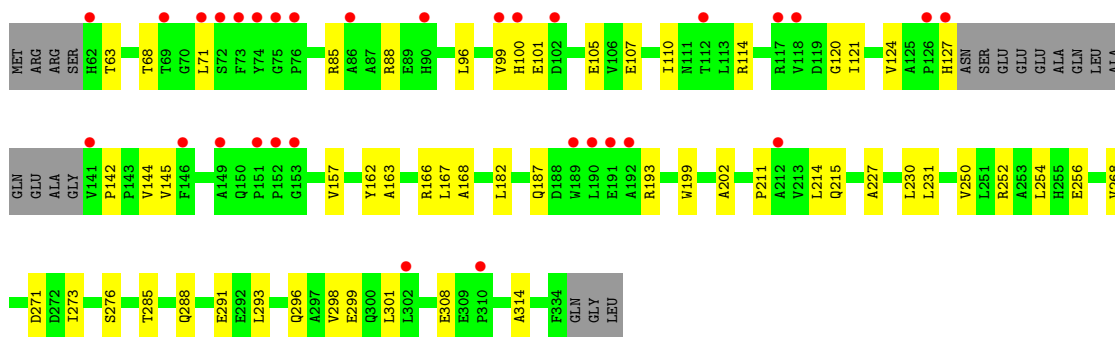 MET ARG ARG SER H62 T63 T68 T69 G70 L71 S72 F73 Y74 G75 P76 R85 A86 A87 R88 E89 H90 L96 V99 H100 E101 D102 E105 V106 E107 I110 N111 T112 L113 R114 R117 V118 D119 G120 I121 V124 A125 P126 H127 ASN SER GLU GLU GLU ALA GLN LEU ALA
GLN GLU ALA GLY V141 P142 P143 V144 V145 F146 A149 Q150 P151 P152 G153 V157 Y162 A163 R166 L167 A168 L182 Q187 D188 W189 L190 E191 A192 R193 W199 A202 P211 A212 V213 L214 Q215 A227 L230 L231 V250 L251 R252 A253 L254 H255 E256 V268
D271 D272 I273 S276 T285 Q288 E291 E292 L293 Q296 A297 V298 E299 Q300 L301 L302 E308 E309 P310 A314 F334 GLN GLY LEU